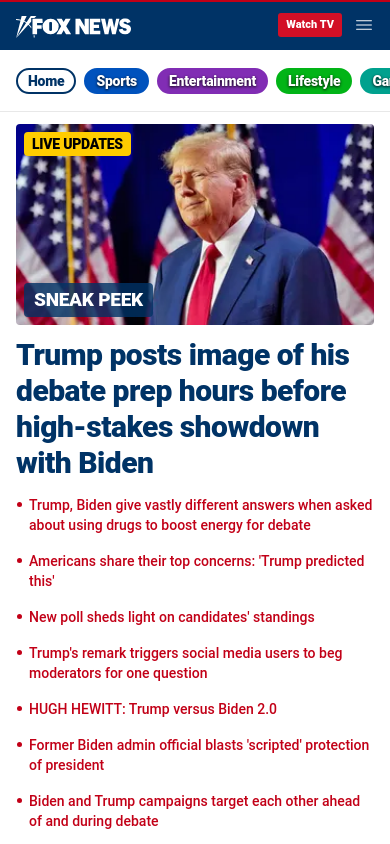 FOX NEWS
Watch TV
Home
Sports
Entertainment
Lifestyle
LIVE UPDATES
SNEAK PEEK
Trump posts image of his
debate prep hours before
high-stakes showdown
with Biden
• Trump, Biden give vastly different answers when asked
about using drugs to boost energy for debate
• Americans share their top concerns: 'Trump predicted
this'
• New poll sheds light on candidates' standings
• Trump's remark triggers social media users to beg
moderators for one question
• HUGH HEWITT: Trump versus Biden 2.0
• Former Biden admin official blasts 'scripted' protection
of president
• Biden and Trump campaigns target each other ahead
of and during debate